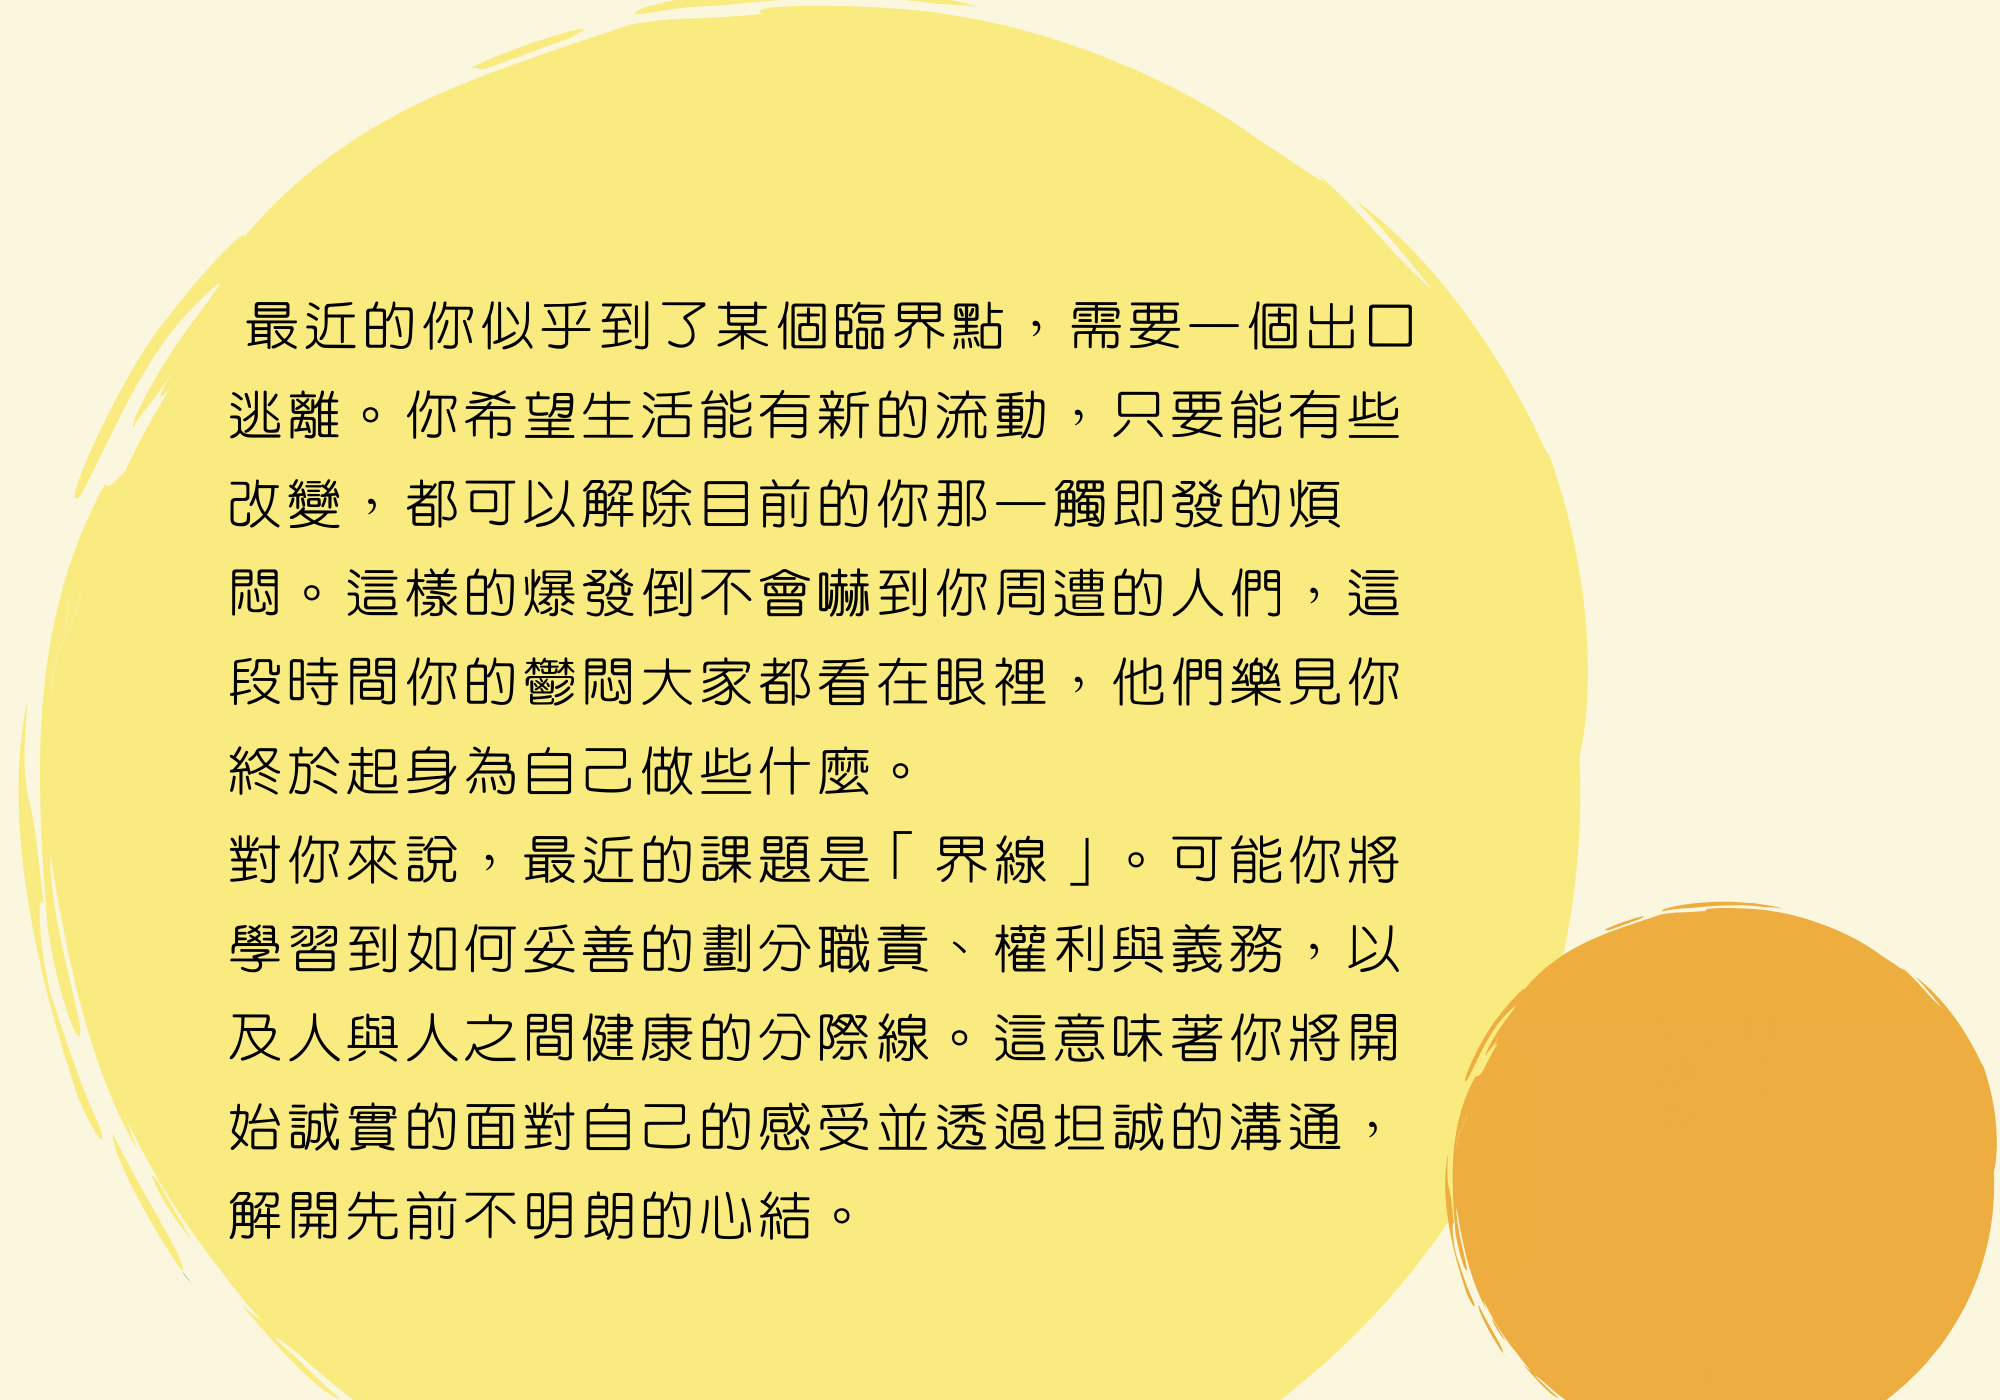 最近的你似乎到了某個臨界點，需要一個出口
逃離。你希望生活能有新的流動，只要能有些
改變，都可以解除目前的你那一觸即發的煩
悶。這樣的爆發倒不會嚇到你周遭的人們，這
段時間你的鬱悶大家都看在眼裡，他們樂見你
終於起身為自己做些什麼。
對你來說，最近的課題是「 界線 」。可能你將
學習到如何妥善的劃分職責、權利與義務，以
及人與人之間健康的分際線。這意味著你將開
始誠實的面對自己的感受並透過坦誠的溝通，
解開先前不明朗的心結。